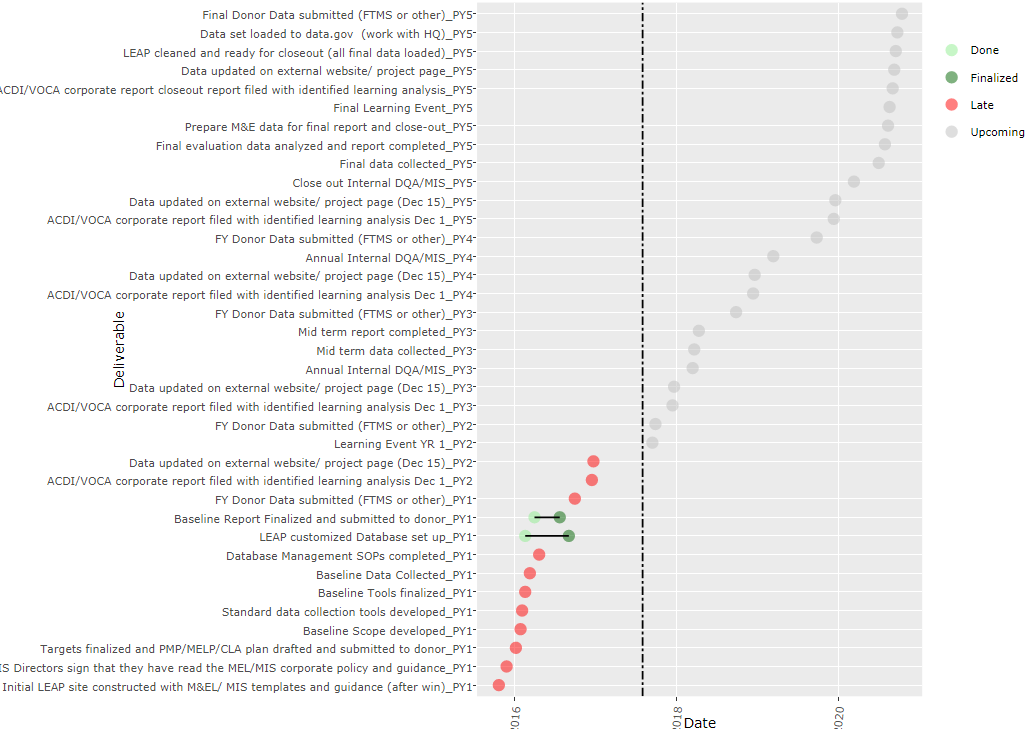 Final Donor Data submitted (FTMS or other)_PY5
Data set loaded to data.gov (work with HQ)_PY5
LEAP cleaned and ready for closeout (all final data loaded)_PY5
Data updated on external website/ project page_PY5
ACDI/VOCA corporate report closeout report filed with identified learning analysis_PY5
Final Learning Event_PY5
Prepare M&E data for final report and close-out_PY5
Final evaluation data analyzed and report completed_PY5
Final data collected_PY5
Close out Internal DQA/MIS_PY5
Data updated on external website/ project page (Dec 15)_PY5
ACDI/VOCA corporate report filed with identified learning analysis Dec 1_PY5
FY Donor Data submitted (FTMS or other)_PY4
Annual Internal DQA/MIS_PY4
Data updated on external website/ project page (Dec 15)_PY4
ACDI/VOCA corporate report filed with identified learning analysis Dec 1_PY4
FY Donor Data submitted (FTMS or other)_PY3
Mid term report completed_PY3
Mid term data collected_PY3
Annual Internal DQA/MIS_PY3
Data updated on external website/ project page (Dec 15)_PY3
ACDI/VOCA corporate report filed with identified learning analysis Dec 1_PY3
FY Donor Data submitted (FTMS or other)_PY2
Learning Event YR 1_PY2
Data updated on external website/ project page (Dec 15)_PY2
ACDI/VOCA corporate report filed with identified learning analysis Dec 1_PY2
FY Donor Data submitted (FTMS or other)_PY1
Baseline Report Finalized and submitted to donor_PY1
LEAP customized Database set up_PY1
Database Management SOPs completed_PY1
Baseline Data Collected_PY1
Baseline Tools finalized_PY1
Standard data collection tools developed_PY1
Baseline Scope developed_PY1
Targets finalized and PMP/MELP/CLA plan drafted and submitted to donor_PY1
IS Directors sign that they have read the MEL/MIS corporate policy and guidance_PY1
Initial LEAP site constructed with M&EL/ MIS templates and guidance (after win)_PY1
Deliverable
2016
2018
2020
Date
Done
Finalized
Late
Upcoming